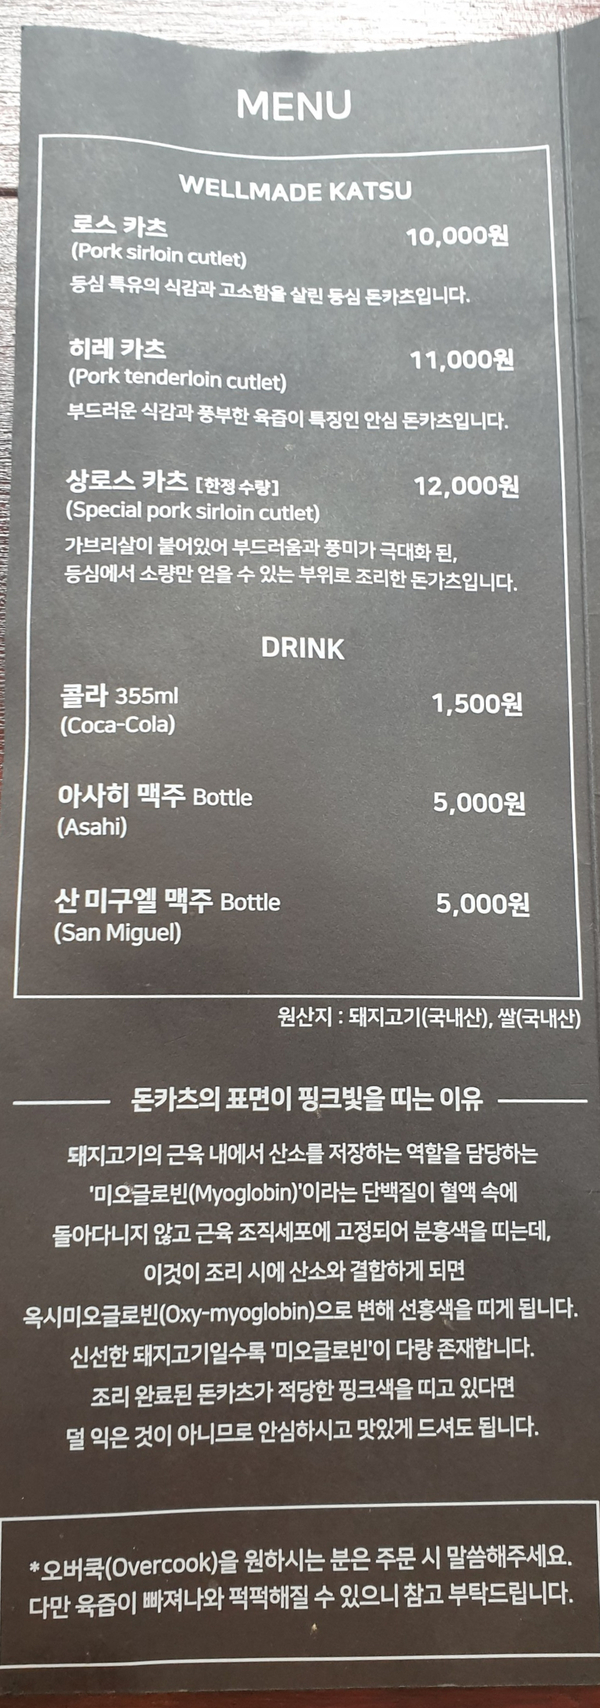 MENU
WELLMADE KATSU
로스 카츠 10,000원
(Pork sirloin cutlet)
등심 특유의 식감과 고소함을 살린 등심 돈카츠입니다.
히레 카츠 11,000원
(Pork tenderloin cutlet)
부드러운 식감과 풍부한 육즙이 특징인 안심 돈카츠입니다.
상로스 카츠 [한정 수량] 12,000원
(Special pork sirloin cutlet)
가브리살이 붙어있어 부드러움과 풍미가 극대화 된,
등심에서 소량만 얻을 수 있는 부위로 조리한 돈가츠입니다.
DRINK
콜라 355ml 1,500원
(Coca-Cola)
아사히 맥주 Bottle 5,000원
(Asahi)
산 미구엘 맥주 Bottle 5,000원
(San Miguel)
원산지 : 돼지고기(국내산), 쌀(국내산)
돈카츠의 표면이 핑크빛을 띠는 이유
돼지고기의 근육 내에서 산소를 저장하는 역할을 담당하는
'미오글로빈(Myoglobin)'이라는 단백질이 혈액 속에
돌아다니지 않고 근육 조직세포에 고정되어 분홍색을 띠는데,
이것이 조리 시에 산소와 결합하게 되면
옥시미오글로빈(Oxy-myoglobin)으로 변해 선홍색을 띠게 됩니다.
신선한 돼지고기일수록 '미오글로빈'이 다량 존재합니다.
조리 완료된 돈카츠가 적당한 핑크색을 띠고 있다면
덜 익은 것이 아니므로 안심하시고 맛있게 드셔도 됩니다.
*오버쿡(Overcook)을 원하시는 분은 주문 시 말씀해주세요.
다만 육즙이 빠져나와 퍽퍽해질 수 있으니 참고 부탁드립니다.